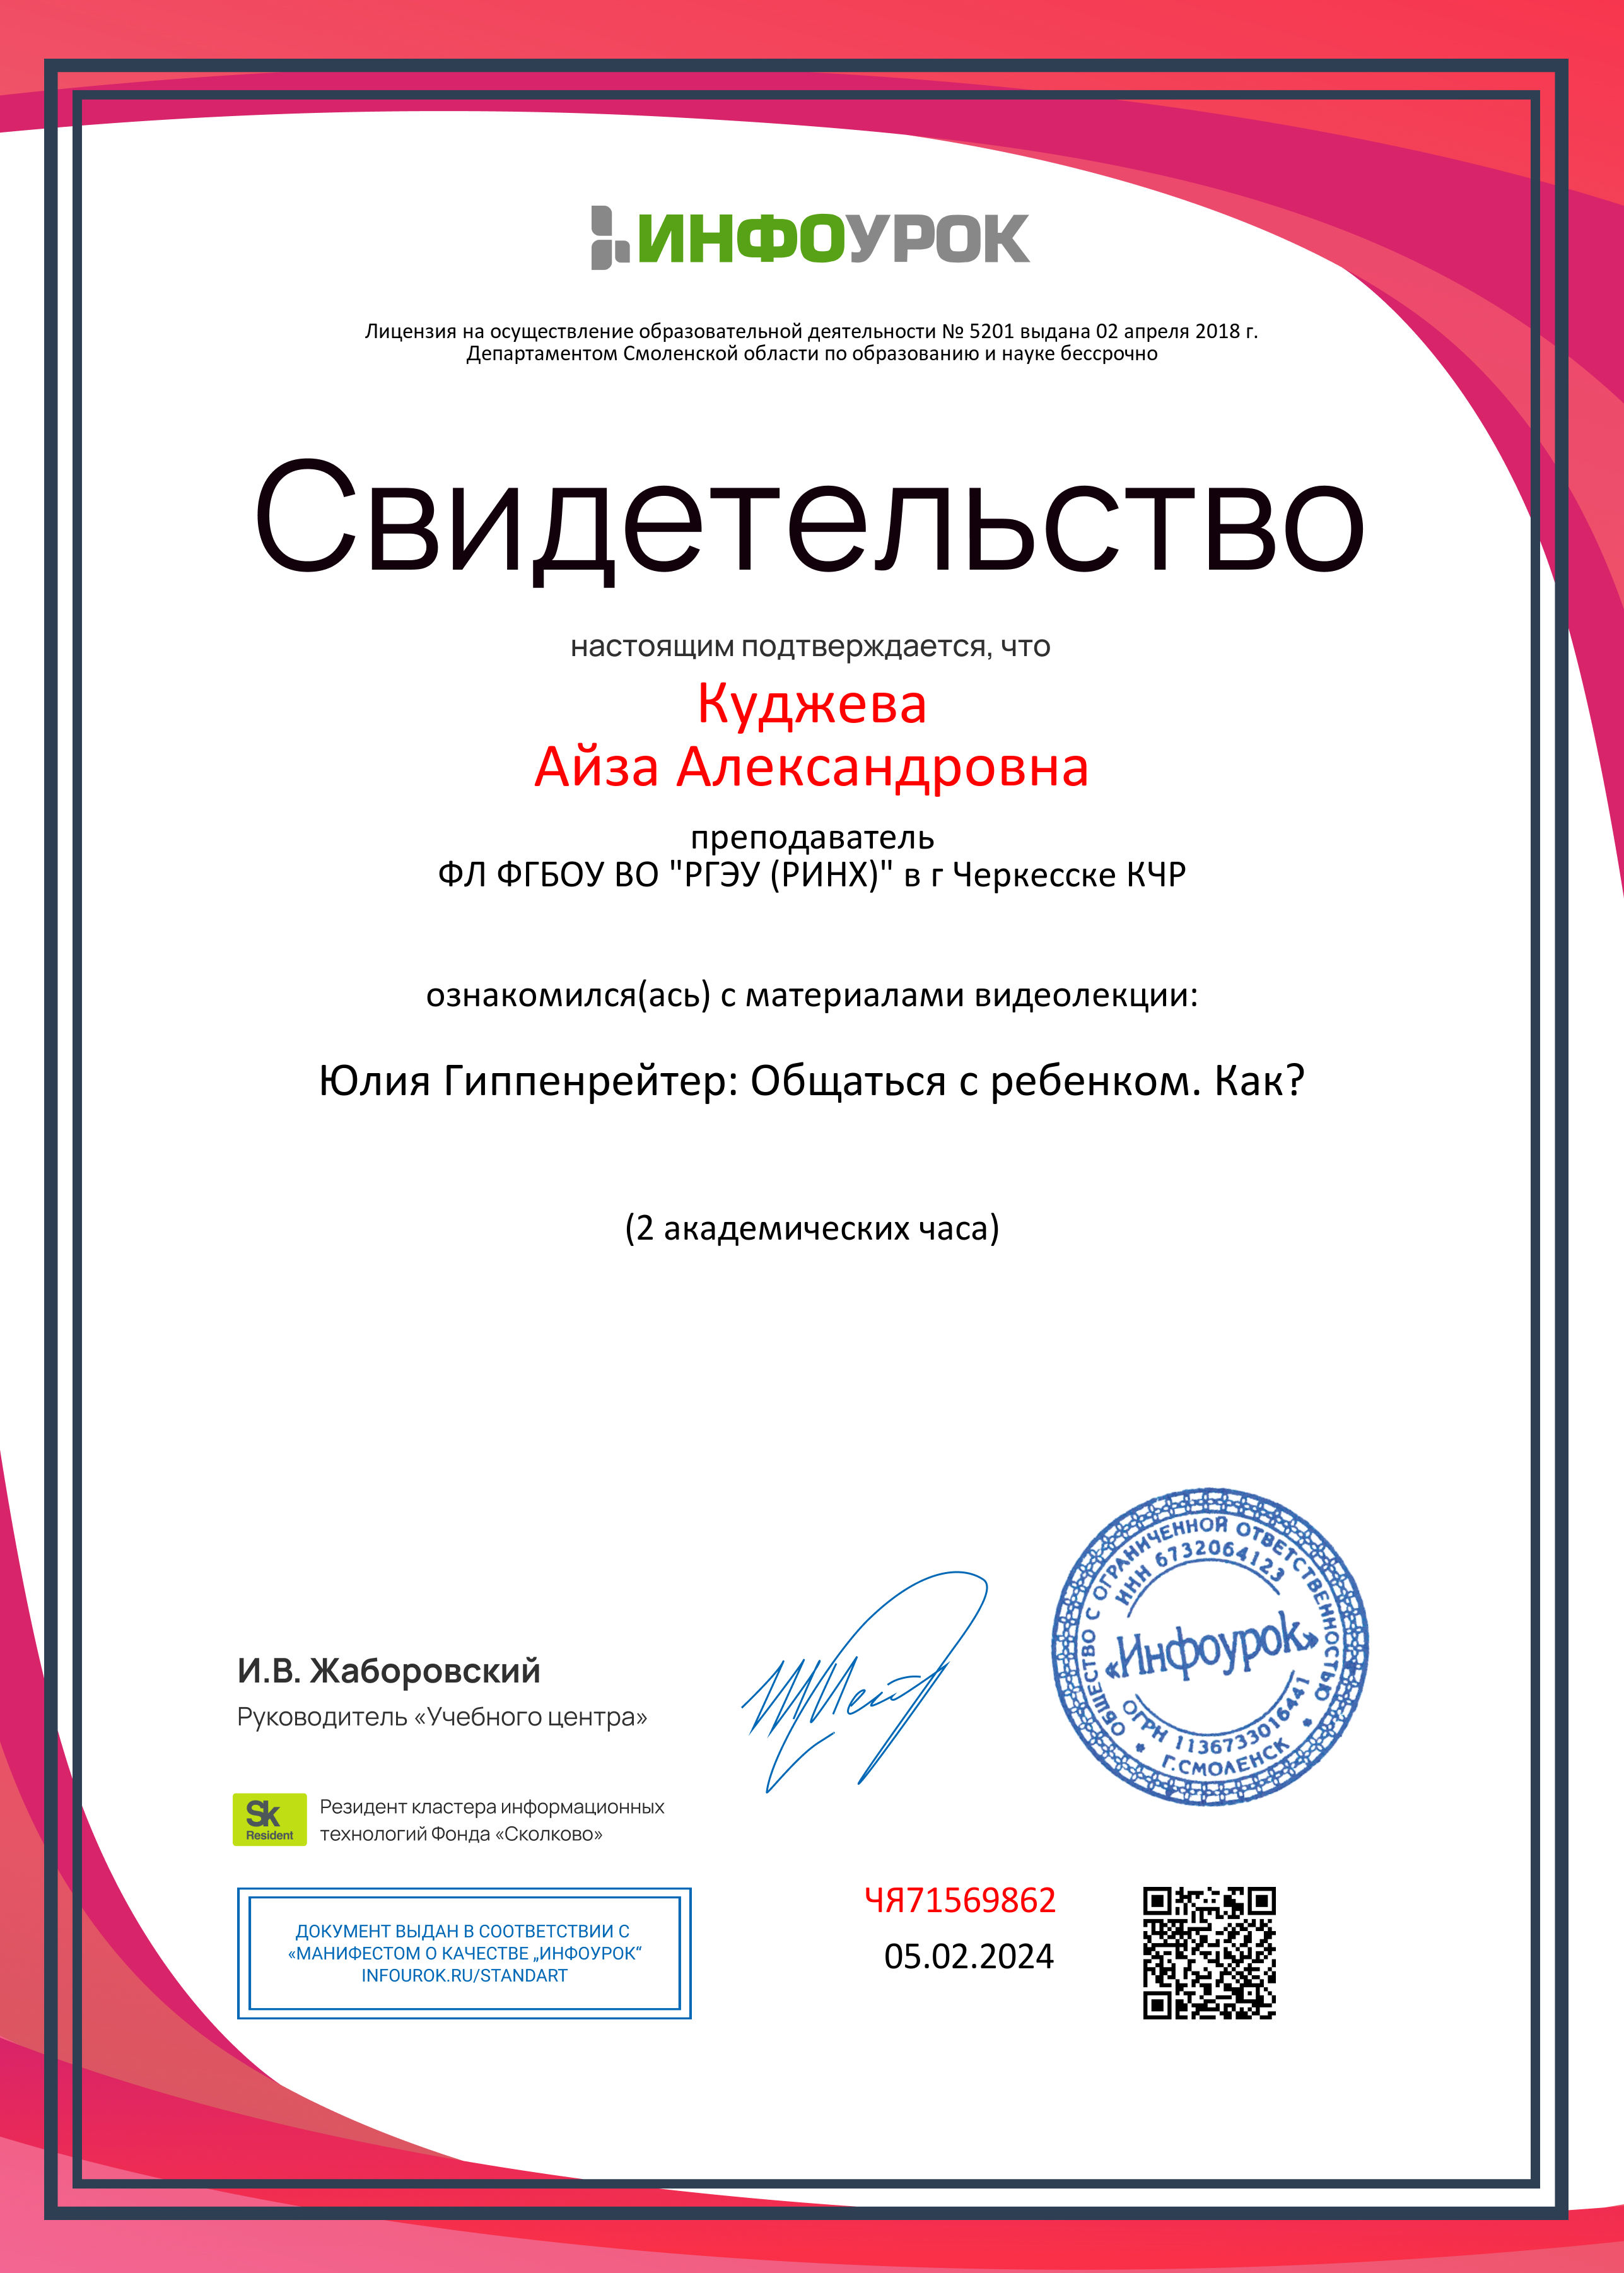 ИНФОУРОК
Лицензия на осуществление образовательной деятельности № 5201 выдана 02 апреля 2018 г.
Департаментом Смоленской области по образованию и науке бессрочно
Свидетельство
настоящим подтверждается, что
Куджева
Айза Александровна
преподаватель
ФЛ ФГБОУ ВО "РГЭУ (РИНХ)" в г Черкесске КЧР
ознакомился(ась) с материалами видеолекции:
Юлия Гиппенрейтер: Общаться с ребенком. Как?
(2 академических часа)
ОБЩЕСТВО С ОГРАНИЧЕННОЙ ОТВЕТСТВЕННОСТЬЮ
ИНН 6732064123
«Инфоурок»
ОГРН 1136733016441
Г.СМОЛЕНСК
И.В. Жаборовский
Руководитель «Учебного центра»
Sk
Resident
Резидент кластера информационных
технологий Фонда «Сколково»
ДОКУМЕНТ ВЫДАН В СООТВЕТСТВИИ С
«МАНИФЕСТОМ О КАЧЕСТВЕ „ИНФОУРОК“
INFOUROK.RU/STANDART
ЧЯ71569862
05.02.2024